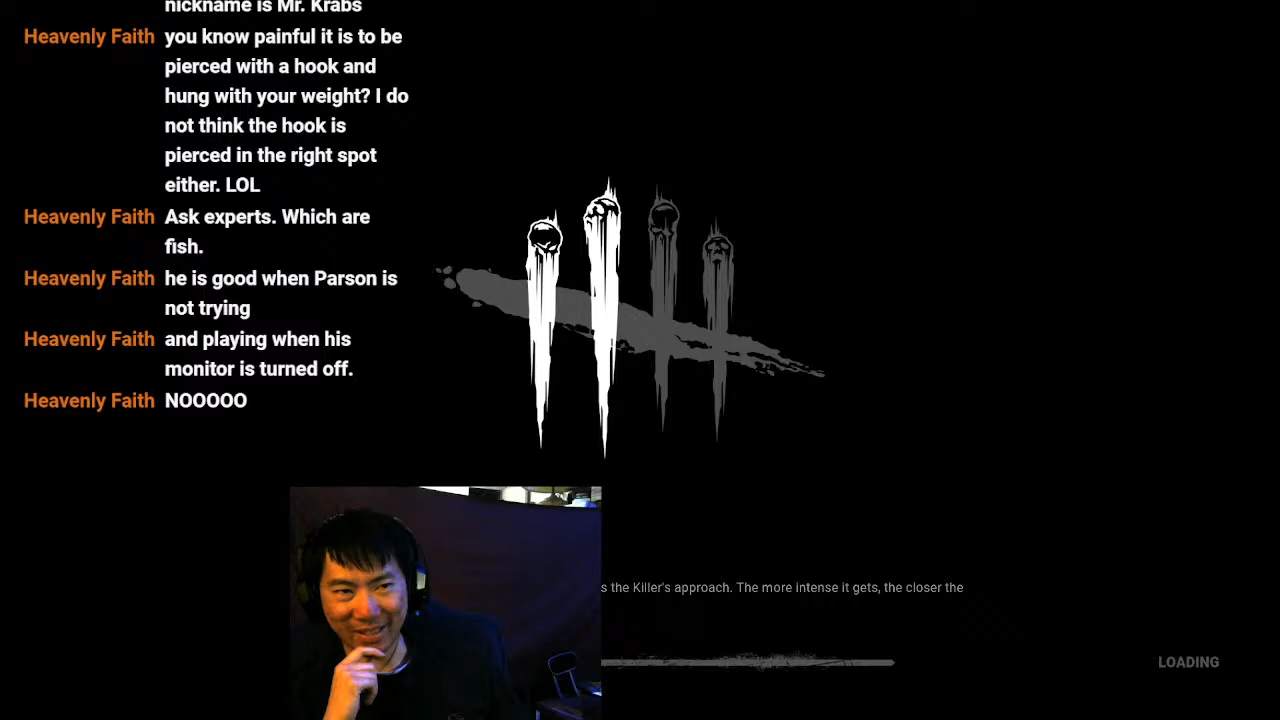 nickname is Mr. Krabs
Heavenly Faith you know painful it is to be
pierced with a hook and
hung with your weight? I do
not think the hook is
pierced in the right spot
either. LOL
Heavenly Faith Ask experts. Which are
fish.
Heavenly Faith he is good when Parson is
not trying
Heavenly Faith and playing when his
monitor is turned off.
Heavenly Faith NOOOOO
s the Killer's approach. The more intense it gets, the closer the
LOADING